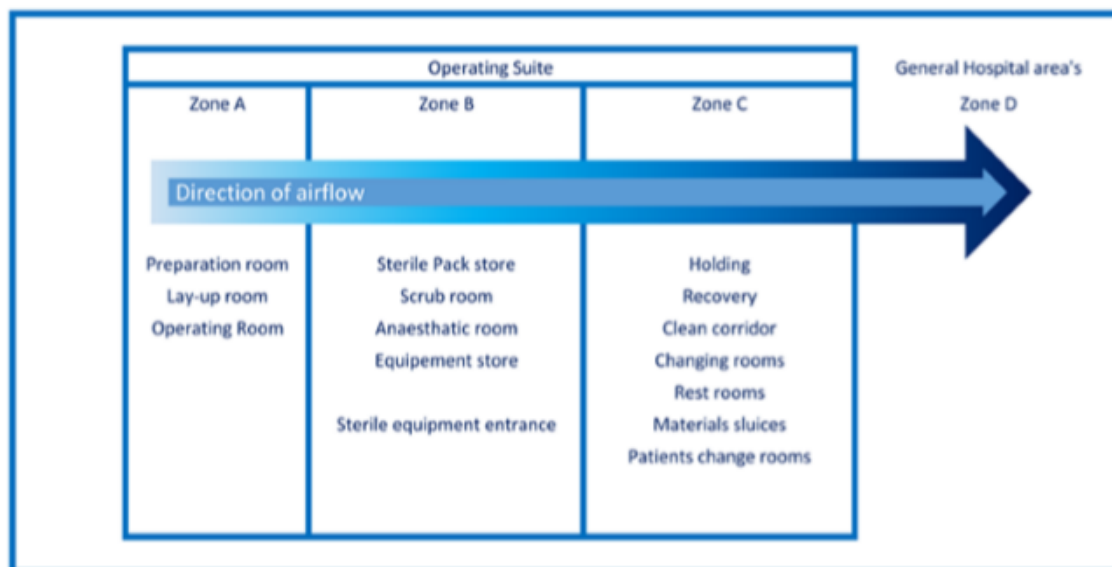 Operating Suite
General Hospital area's
Zone A
Zone B
Zone C
Zone D
Direction of airflow
Preparation room
Lay-up room
Operating Room
Sterile Pack store
Scrub room
Anaesthatic room
Equipement store
Sterile equipment entrance
Holding
Recovery
Clean corridor
Changing rooms
Rest rooms
Materials sluices
Patients change rooms